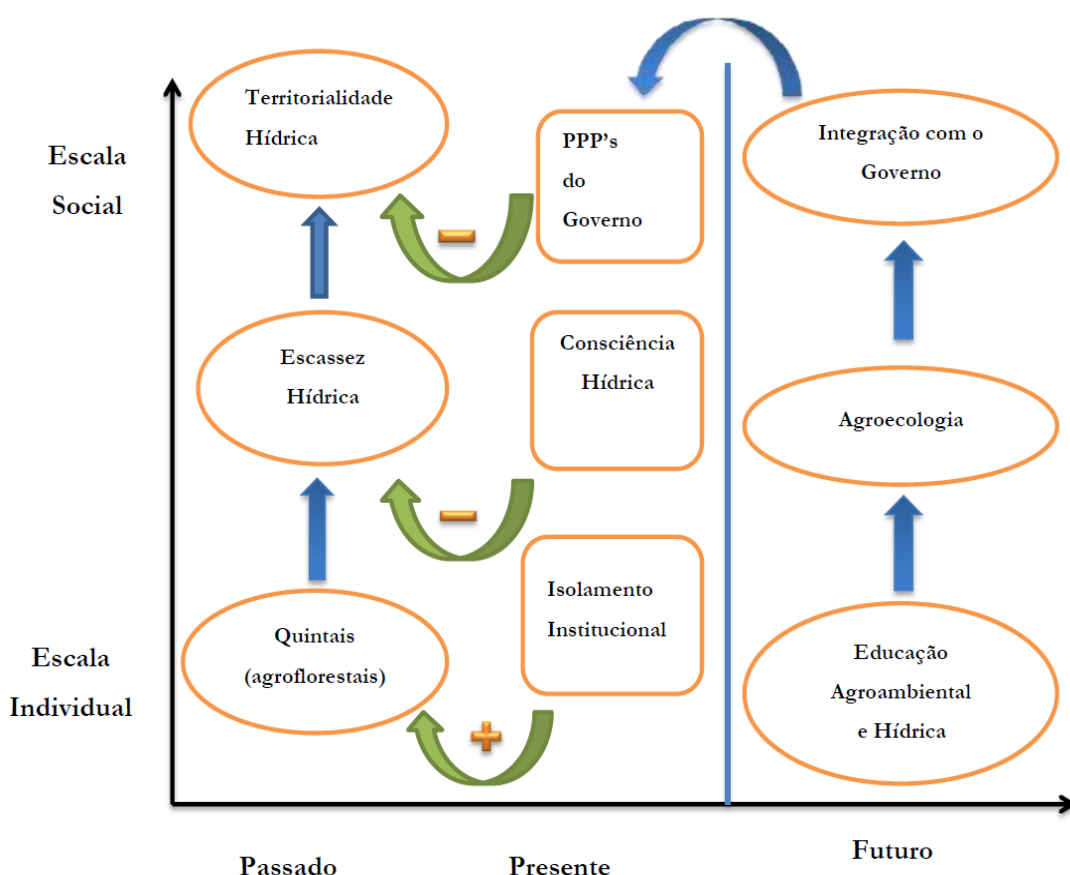 Escala
Social
Territorialidade
Hídrica
PPP's
do
Governo
Integração com o
Governo
Escassez
Hídrica
Consciência
Hídrica
Agroecologia
Escala
Individual
Quintais
(agroflorestais)
Isolamento
Institucional
Educação
Agroambiental
e Hídrica
Passado
Presente
Futuro